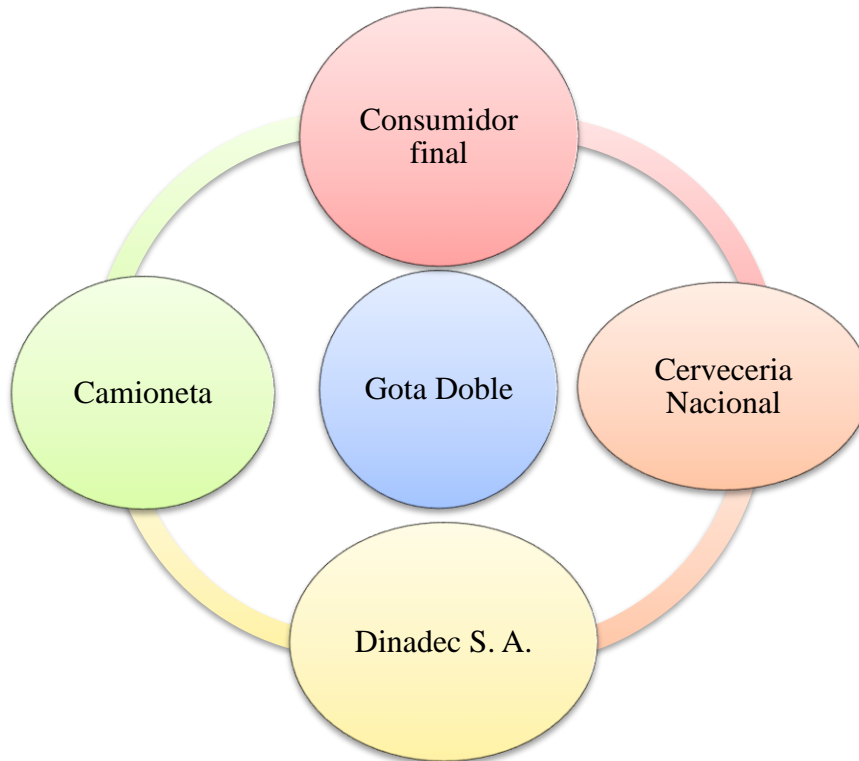 Consumidor
final
Camioneta
Gota Doble
Cerveceria
Nacional
Dinadec S. A.